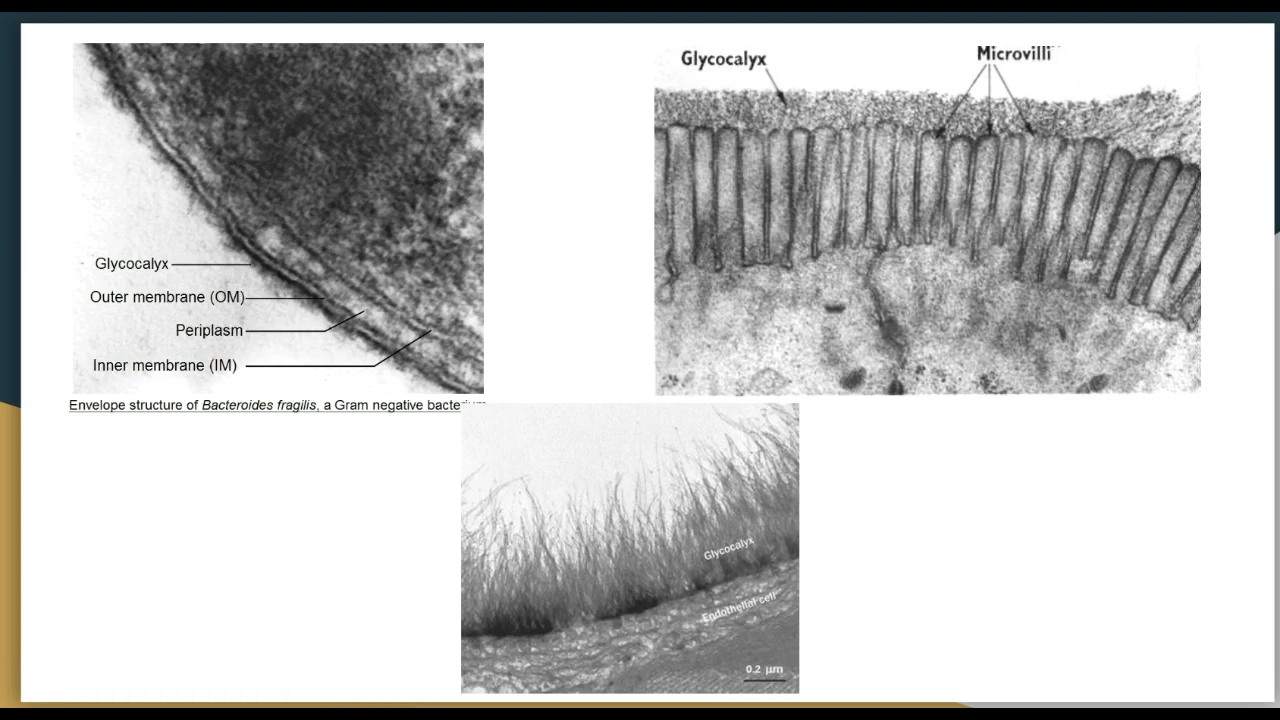 Glycocalyx
Outer membrane (OM)
Periplasm
Inner membrane (IM)
Envelope structure of Bacteroides fragilis, a Gram negative
Glycocalyx
Microvilli
Glycocalyx
Endothelial cell
0.2 µm